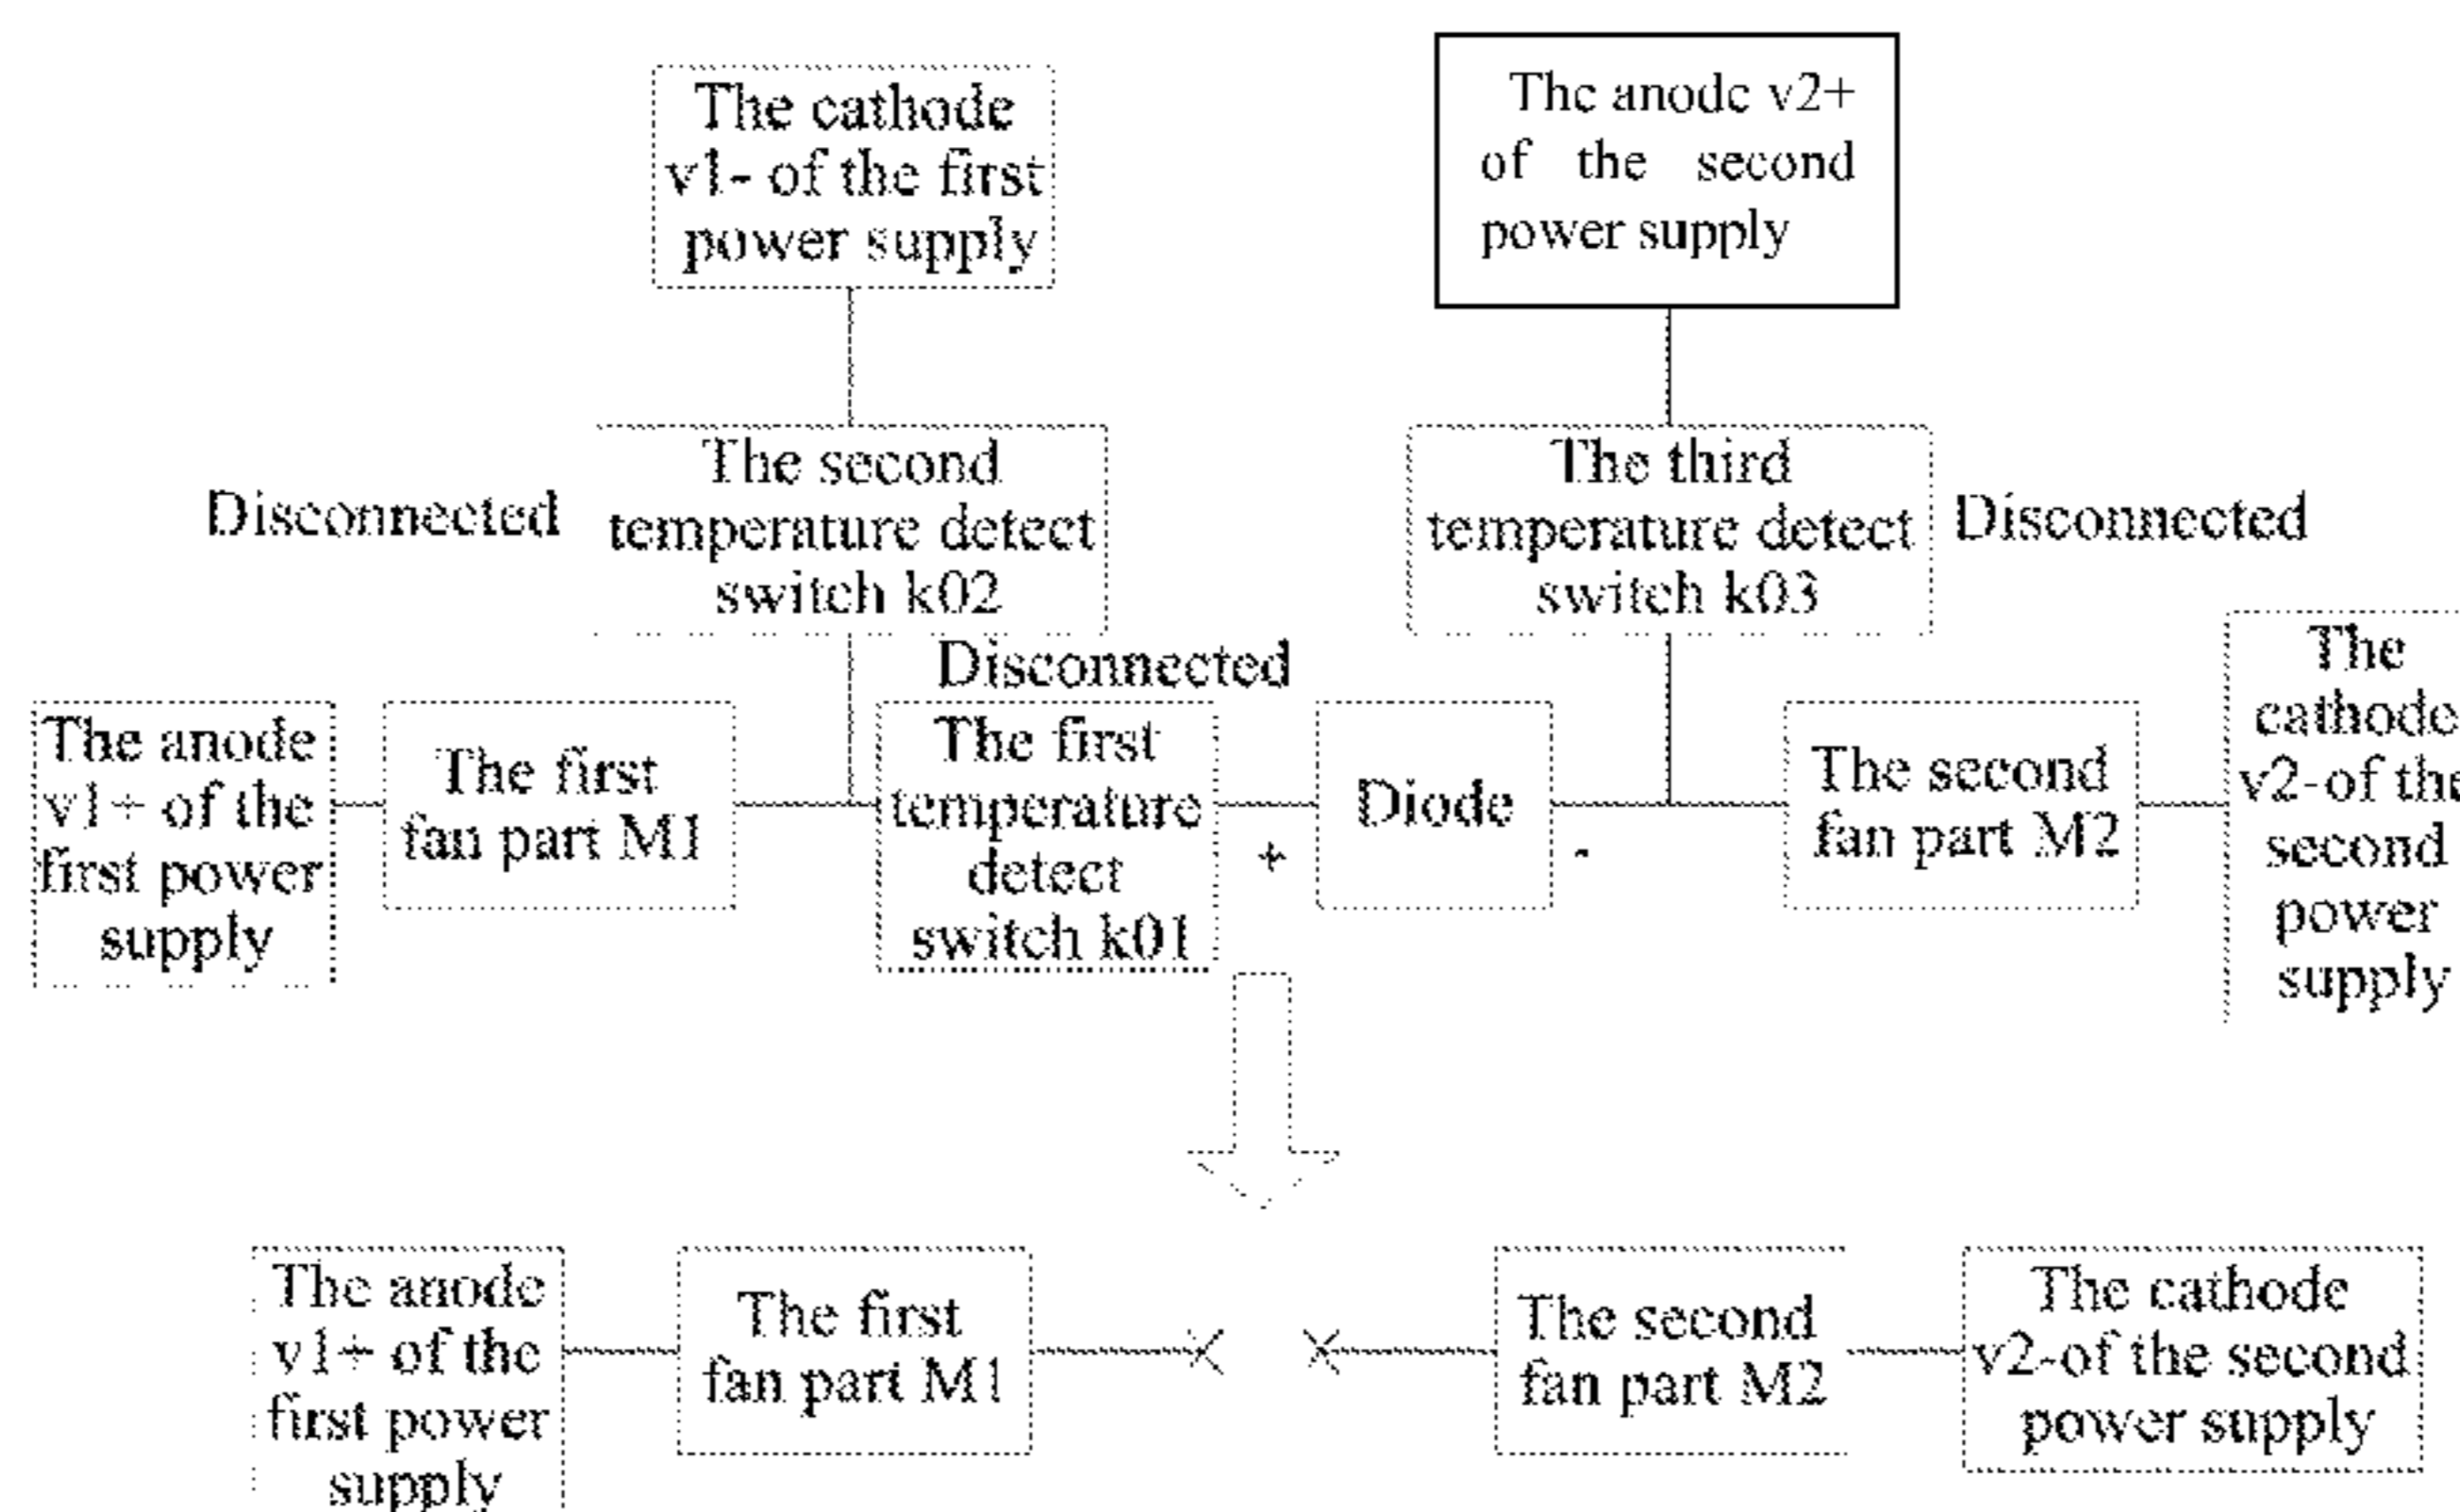 The cathode
v1- of the first
power supply
The anode v2+
of the second
power supply
Disconnected
The second
temperature detect
switch k02
The third
temperature detect
switch k03
Disconnected
Disconnected
The anode
v1+ of the
first power
supply
The first
fan part M1
The first
temperature
detect
switch k01
+
Diode
-
The second
fan part M2
The
cathode
v2-of the
second
power
supply
The anode
v1+ of the
first power
supply
The first
fan part M1
The second
fan part M2
The cathode
v2-of the second
power supply